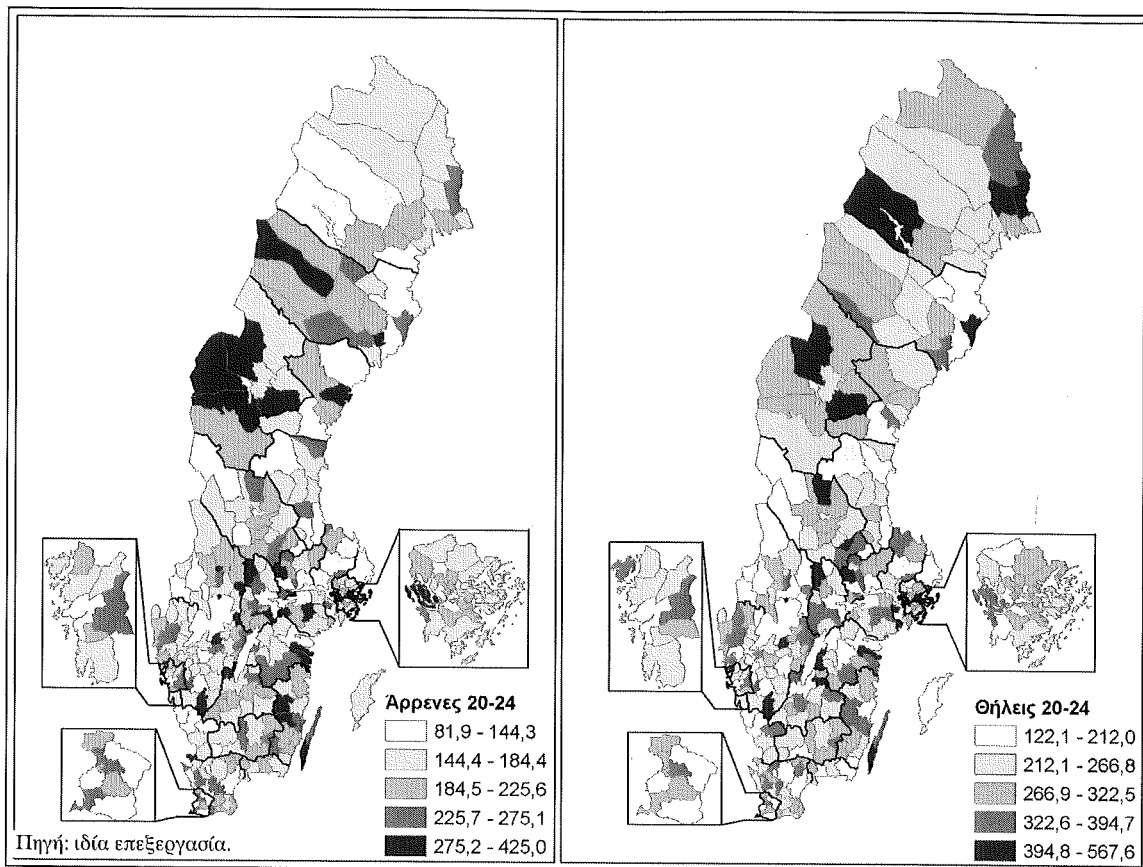 Άρρενες 20-24
81,9 - 144,3
144,4 - 184,4
184,5 - 225,6
225,7 - 275,1
275,2 - 425,0
Πηγή: ιδία επεξεργασία.
Θήλεις 20-24
122,1 - 212,0
212,1 - 266,8
266,9 - 322,5
322,6 - 394,7
394,8 - 567,6